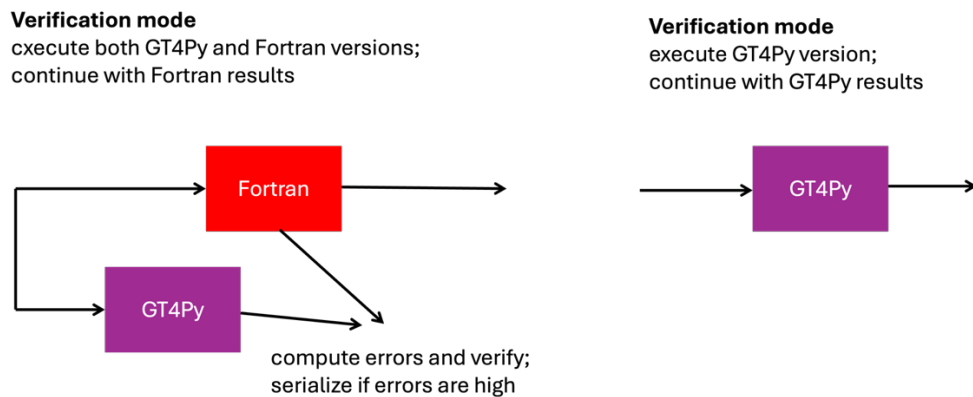 Verification mode
cxecute both GT4Py and Fortran versions;
continue with Fortran results
Verification mode
execute GT4Py version;
continue with GT4Py results
Fortran
GT4Py
GT4Py
compute errors and verify;
serialize if errors are high